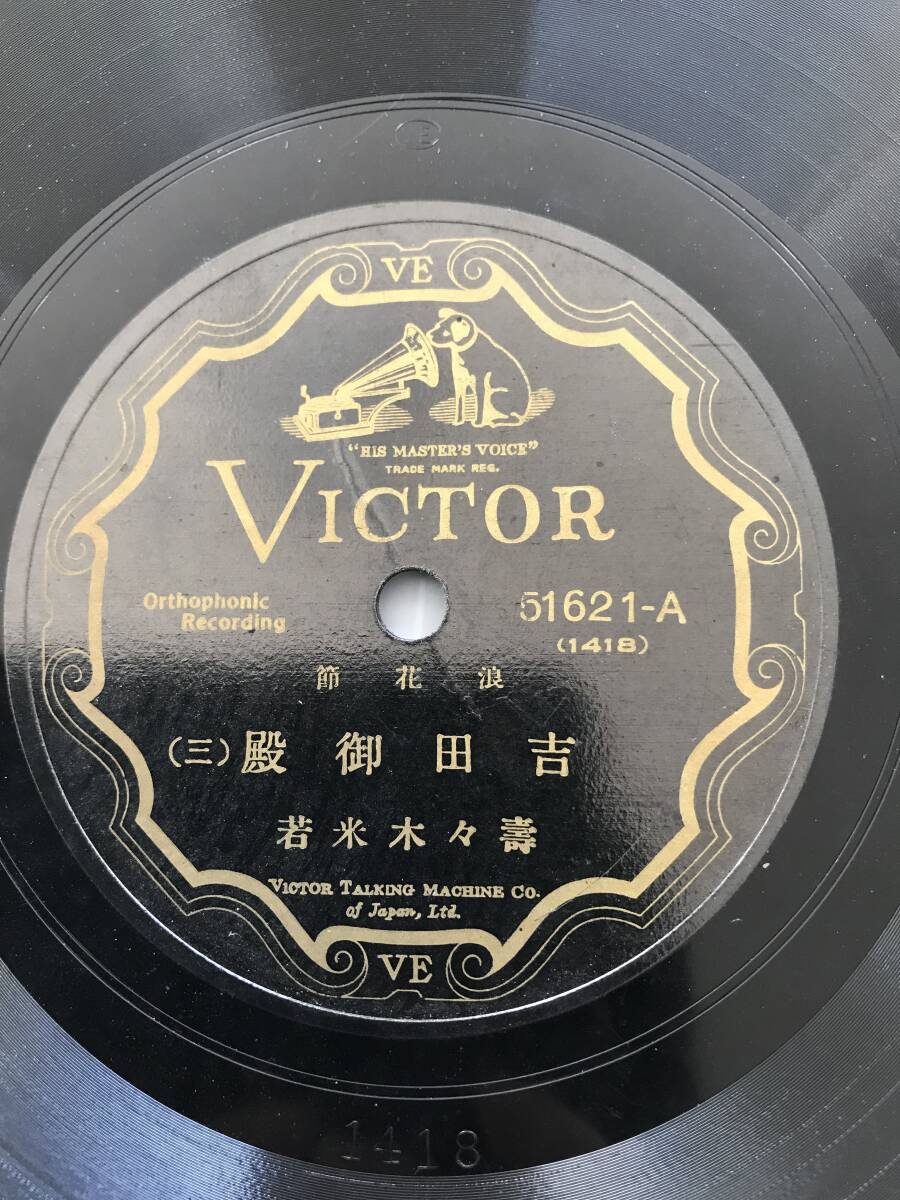 E
VE
"HIS MASTER'S VOICE"
TRADE MARK REG.
VICTOR
Orthophonic
Recording
51621-A
(1418)
浪花節
吉田御殿(三)
壽々木米若
VICTOR TALKING MACHINE CO.
of Japan, Ltd.
VE
1418